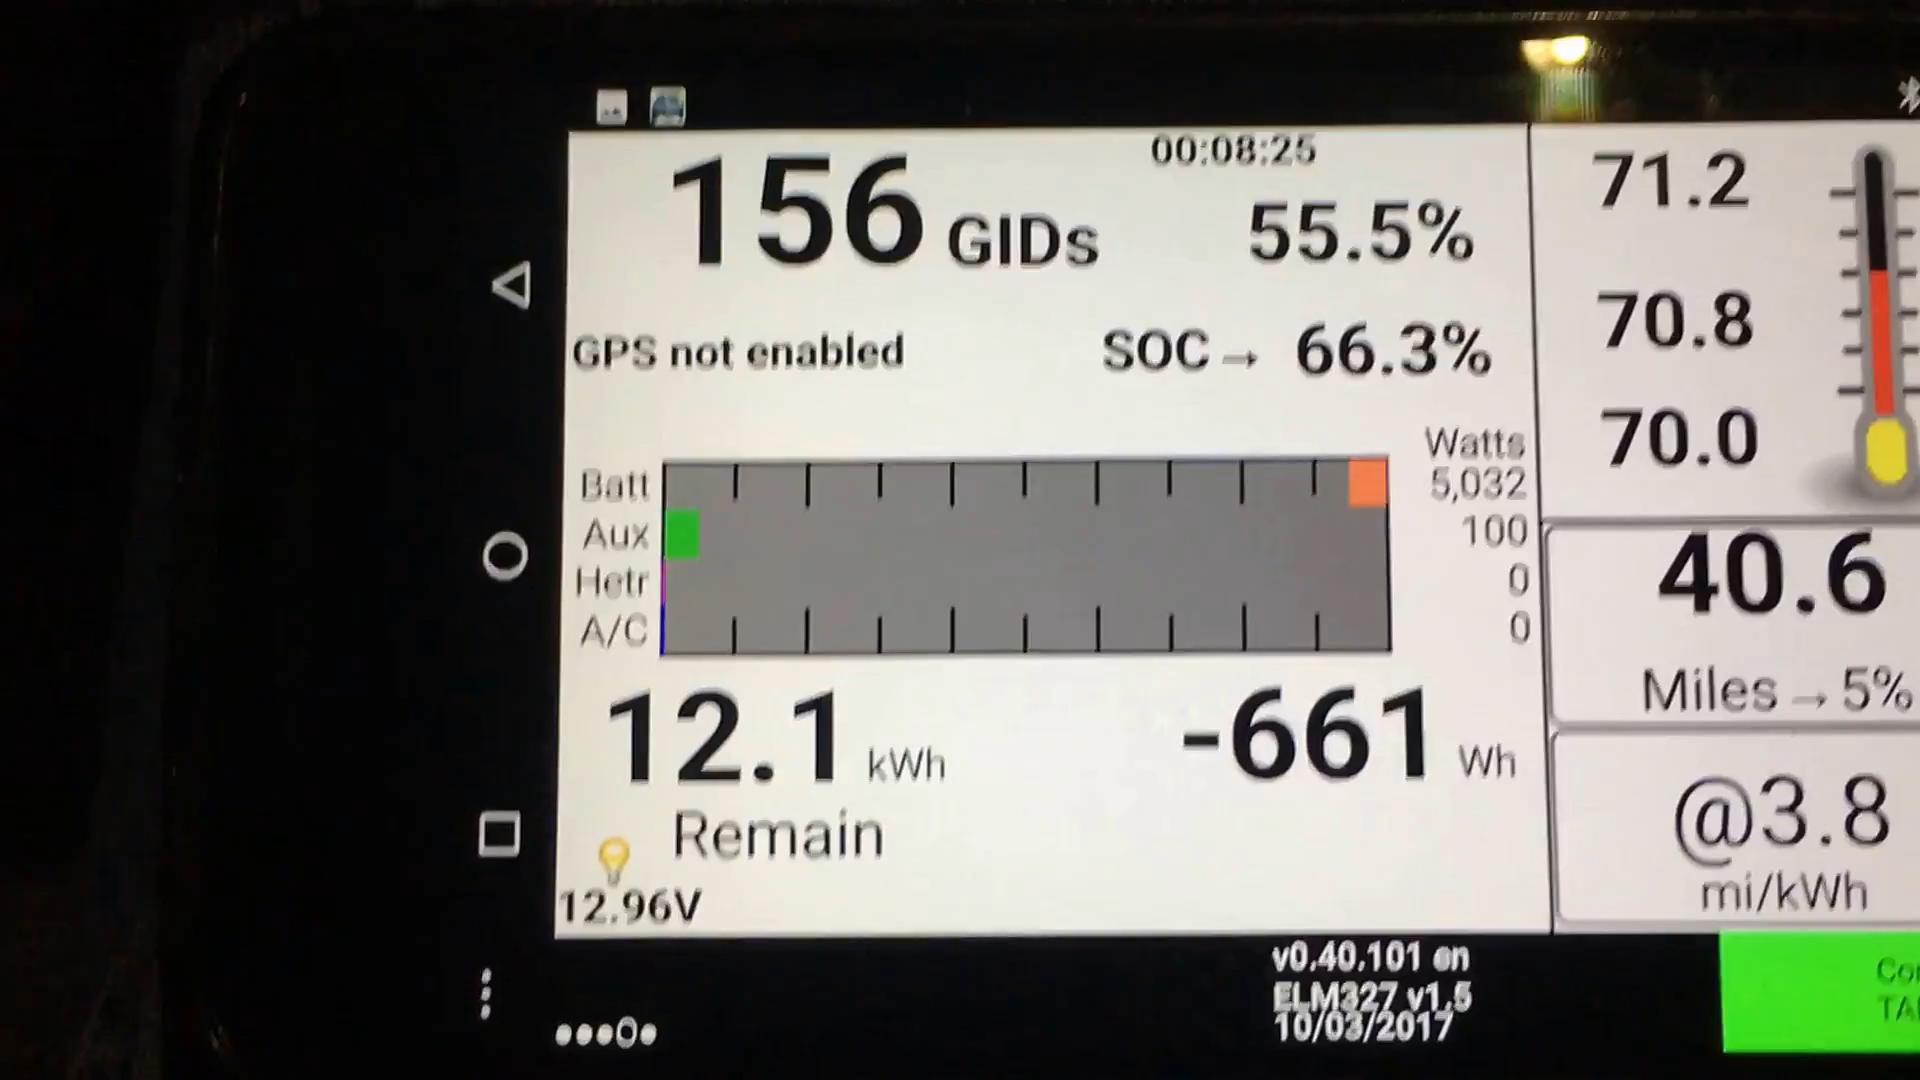 00:08:25
156 GIDs 55.5%
GPS not enabled SOC→ 66.3%
Watts
Batt 5,032
Aux 100
Hetr 0
A/C 0
12.1 kWh -661 Wh
Remain
12.96V
71.2
70.8
70.0
40.6
Miles→5%
@3.8
mi/kWh
v0.40.101 en
ELM327 v1.5
10/03/2017